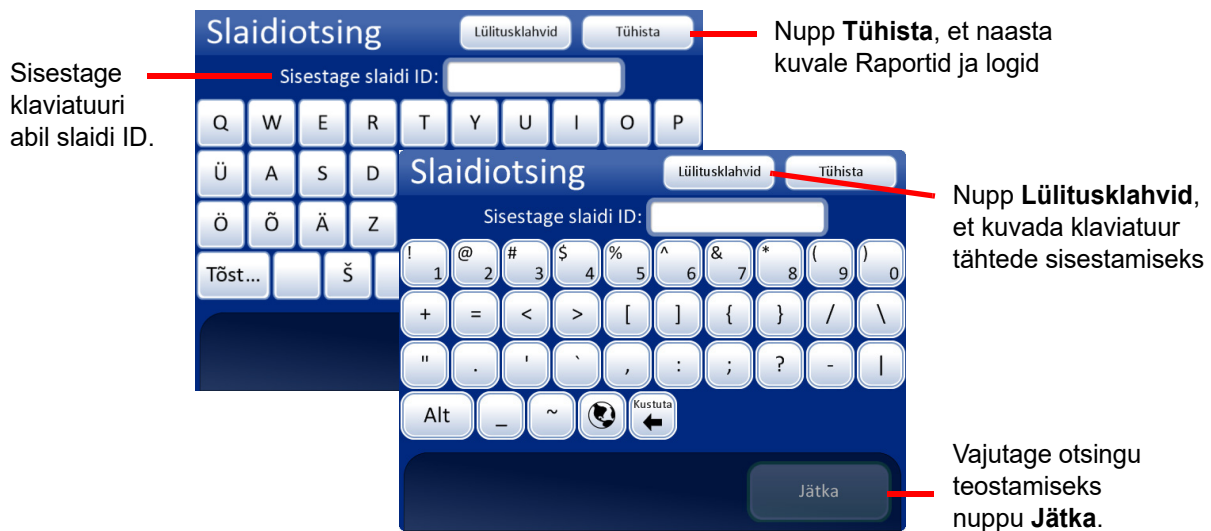 Sisestage
klaviatuuri
abil slaidi ID.
Slaidiotsing
Lülitusklahvid
Tühista
Sisestage slaidi ID:
Q W E R T Y U I O P
Ü A S D
Ö Õ Ä Z
Tõst... Š
Nupp Tühista, et naasta
kuvale Raportid ja logid
Slaidiotsing
Lülitusklahvid
Tühista
Sisestage slaidi ID:
! 1 @ 2 # 3 $ 4 % 5 ^ 6 & 7 * 8 ( 9 ) 0
+ = < > [ ] { } / \
" . ' ` , : ; ? - |
Alt _ ~ Kustuta
Jätka
Nupp Lülitusklahvid,
et kuvada klaviatuur
tähtede sisestamiseks
Vajutage otsingu
teostamiseks
nuppu Jätka.